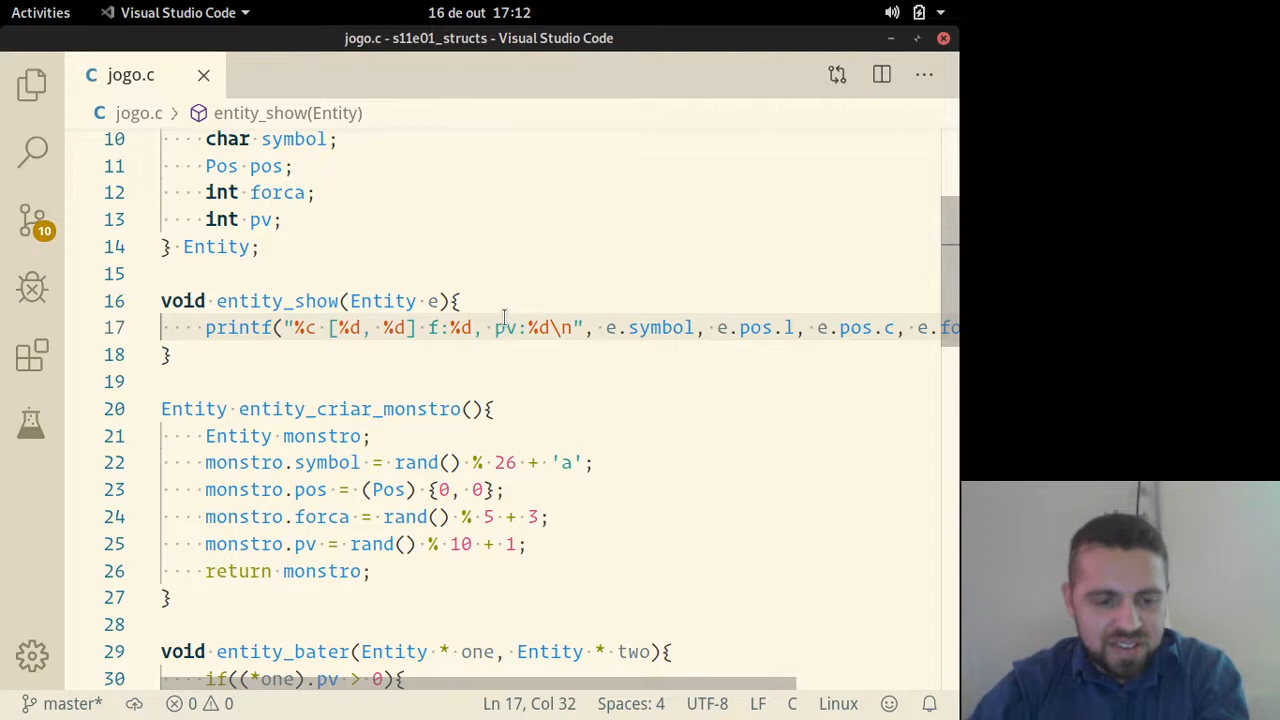 Activities
Visual Studio Code
16 de out 17:12
jogo.c - s11e01_structs - Visual Studio Code
jogo.c
jogo.c > entity_show(Entity)
10 char symbol;
11 Pos pos;
12 int forca;
13 int pv;
14 } Entity;
15
16 void entity_show(Entity e){
17 printf("%c [%d, %d] f:%d, pv:%d\n", e.symbol, e.pos.l, e.pos.c, e.fo
18 }
19
20 Entity entity_criar_monstro(){
21 Entity monstro;
22 monstro.symbol = rand() % 26 + 'a';
23 monstro.pos = (Pos) {0, 0};
24 monstro.forca = rand() % 5 + 3;
25 monstro.pv = rand() % 10 + 1;
26 return monstro;
27 }
28
29 void entity_bater(Entity * one, Entity * two){
30 if((*one).pv > 0){
10
master* 0 0 Ln 17, Col 32 Spaces: 4 UTF-8 LF C Linux